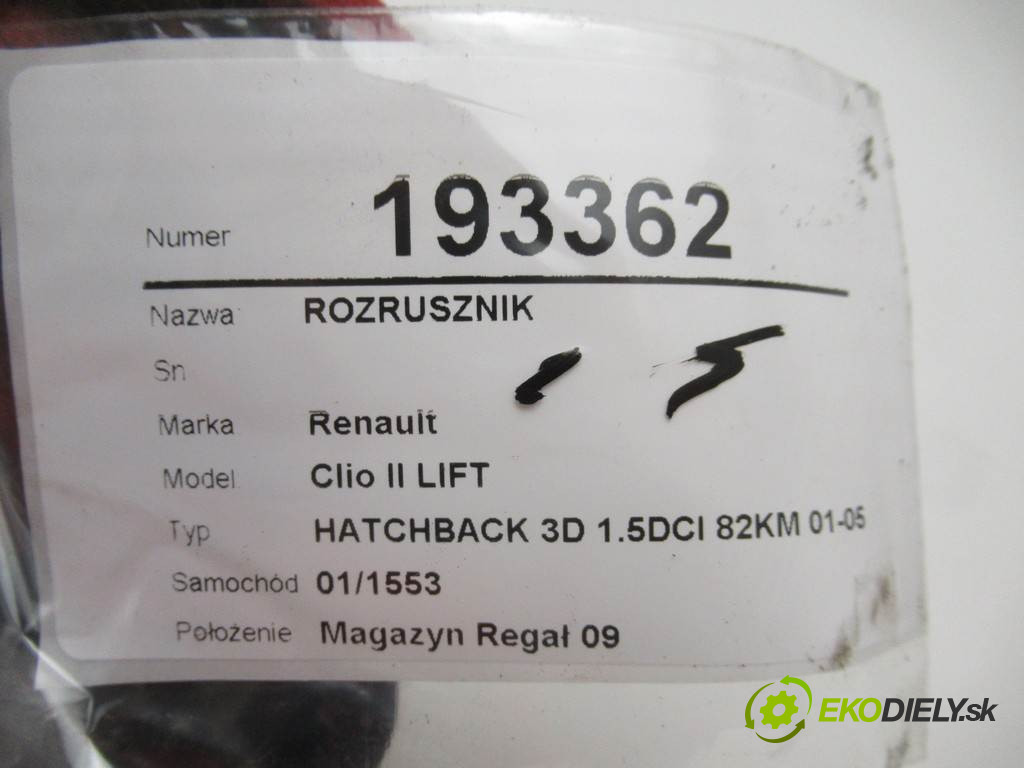 Numer 193362
Nazwa ROZRUSZNIK
Sn
Marka Renault
Model Clio II LIFT
Typ HATCHBACK 3D 1.5DCI 82KM 01-05
Samochód 01/1553
Położenie Magazyn Regał 09
EKODIELY.sk